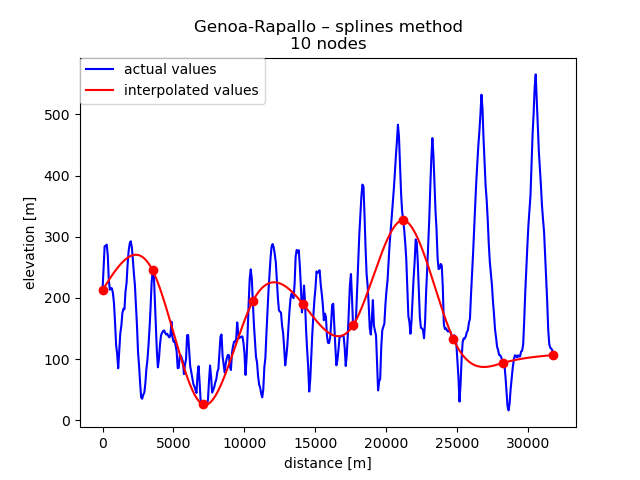 Genoa-Rapallo – splines method
10 nodes
actual values
interpolated values
elevation [m]
500
400
300
200
100
0
0 5000 10000 15000 20000 25000 30000
distance [m]